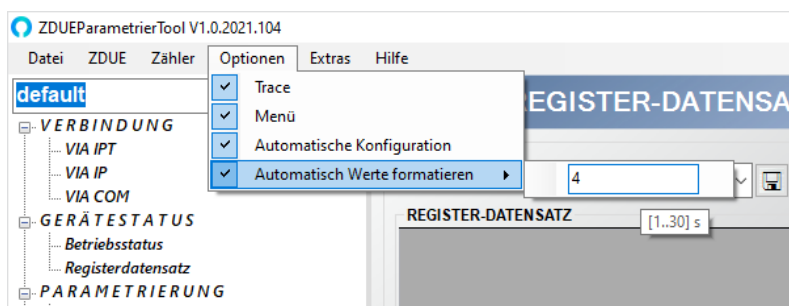 ZDUEParametrierTool V1.0.2021.104
Datei ZDUE Zähler Optionen Extras Hilfe
default
Trace
Menü
Automatische Konfiguration
Automatisch Werte formatieren
4
[1..30] s
EGISTER-DATENSA
REGISTER-DATENSATZ
VERBINDUNG
VIA IPT
VIA IP
VIA COM
GERÄTESTATUS
Betriebsstatus
Registerdatensatz
PARAMETRIERUNG